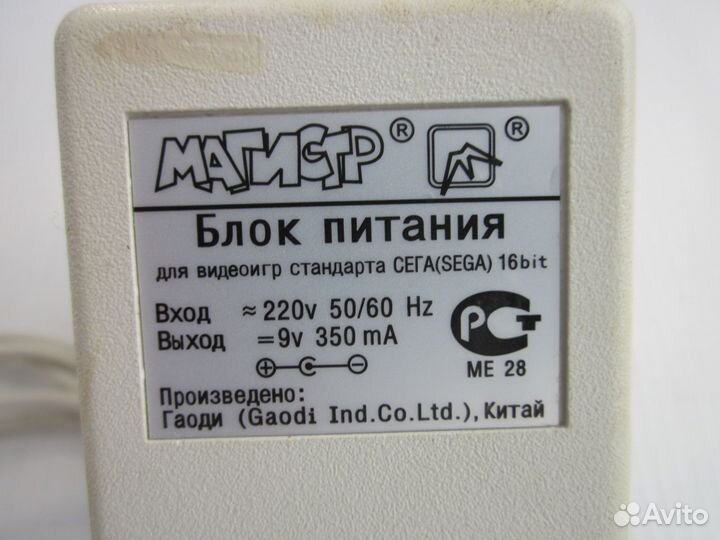 МАГИСТР ® ®
Блок питания
для видеоигр стандарта СЕГА(SEGA) 16bit
Вход ≈220v 50/60 Hz
Выход =9v 350 mA
РСТ
ME 28
Произведено:
Гаоди (Gaodi Ind.Co.Ltd.), Китай
Avito